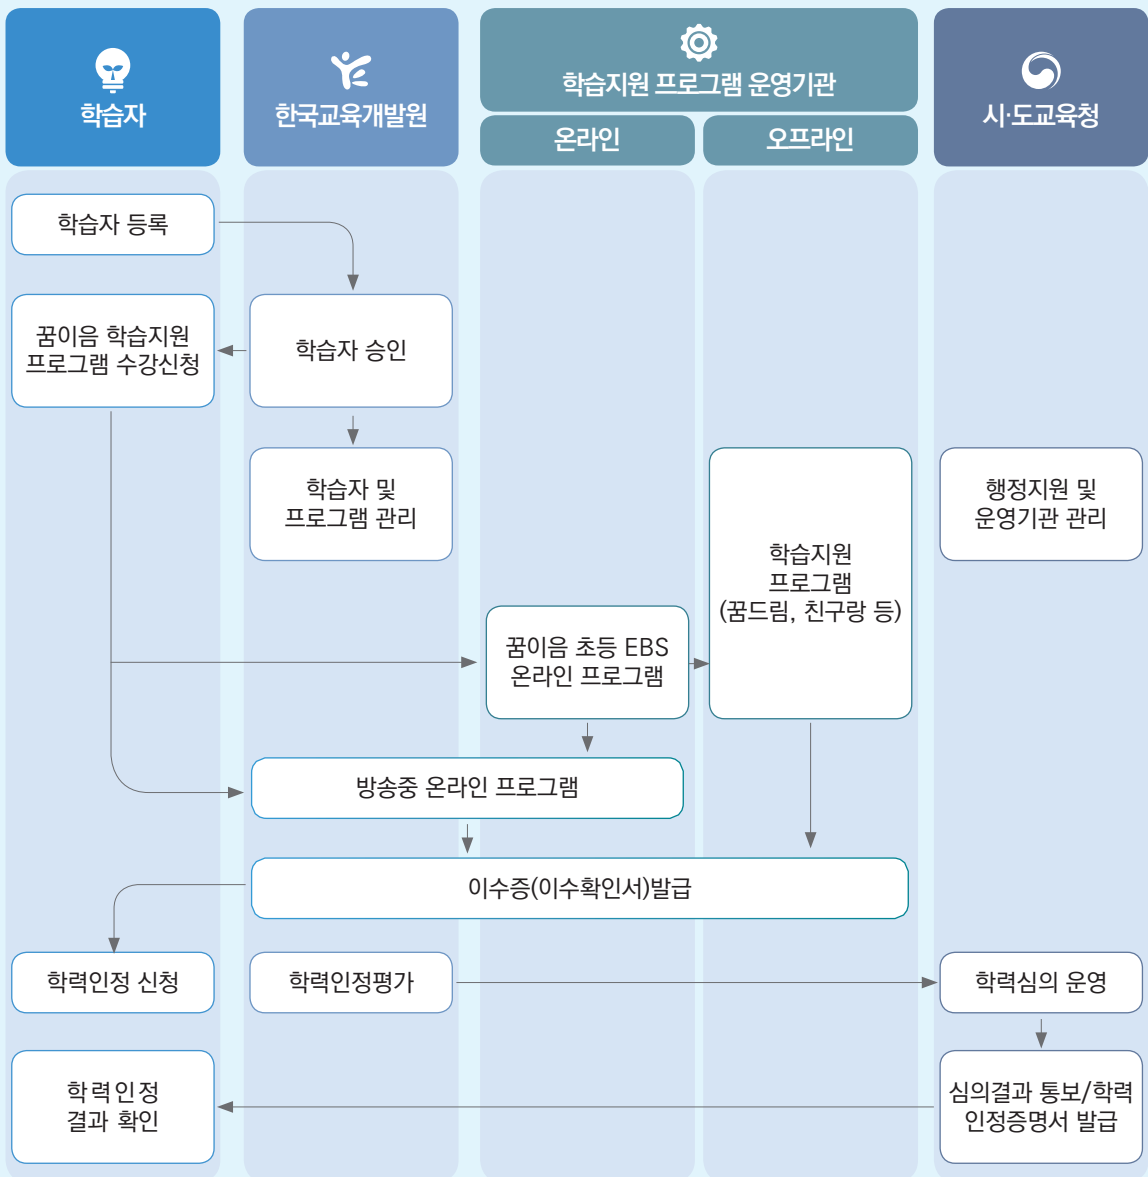 학습자
한국교육개발원
학습지원 프로그램 운영기관
온라인
오프라인
시·도교육청
학습자 등록
꿈이음 학습지원
프로그램 수강신청
학습자 승인
학습자 및
프로그램 관리
학습지원
프로그램
(꿈드림, 친구랑 등)
행정지원 및
운영기관 관리
꿈이음 초등 EBS
온라인 프로그램
방송중 온라인 프로그램
이수증(이수확인서)발급
학력인정 신청
학력인정평가
학력심의 운영
학력인정
결과 확인
심의결과 통보/학력
인정증명서 발급